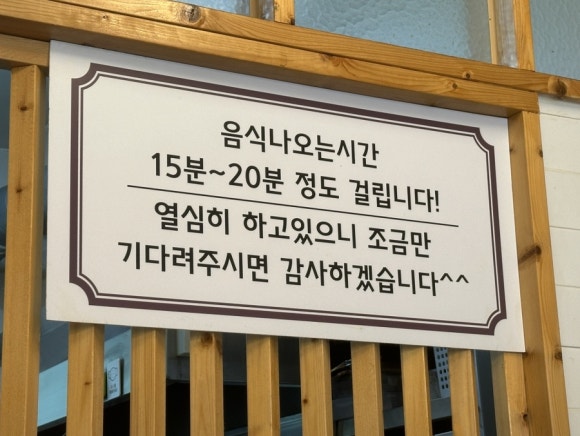 음식나오는시간
15분~20분 정도 걸립니다!
열심히 하고있으니 조금만
기다려주시면 감사하겠습니다^^